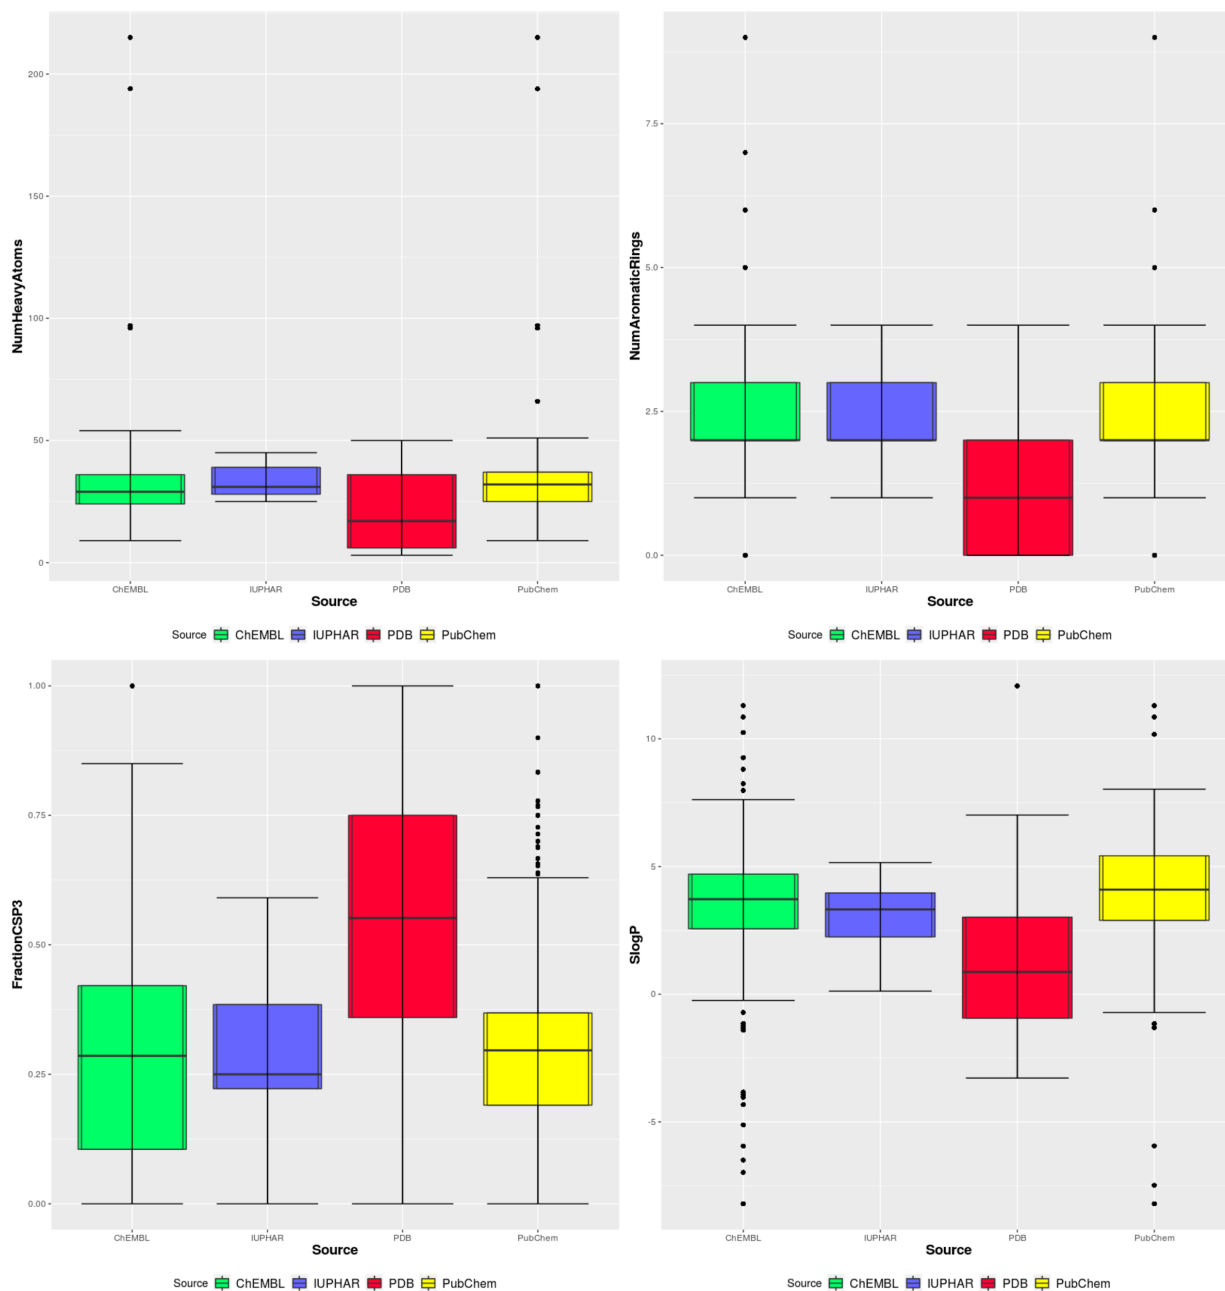 NumHeavyAtoms
200
150
100
50
0
ChEMBL IUPHAR PDB PubChem
Source
Source ChEMBL IUPHAR PDB PubChem
NumAromaticRings
7.5
5.0
2.5
0.0
ChEMBL IUPHAR PDB PubChem
Source
Source ChEMBL IUPHAR PDB PubChem
FractionCSP3
1.00
0.75
0.50
0.25
0.00
ChEMBL IUPHAR PDB PubChem
Source
Source ChEMBL IUPHAR PDB PubChem
SlogP
10
5
0
-5
ChEMBL IUPHAR PDB PubChem
Source
Source ChEMBL IUPHAR PDB PubChem